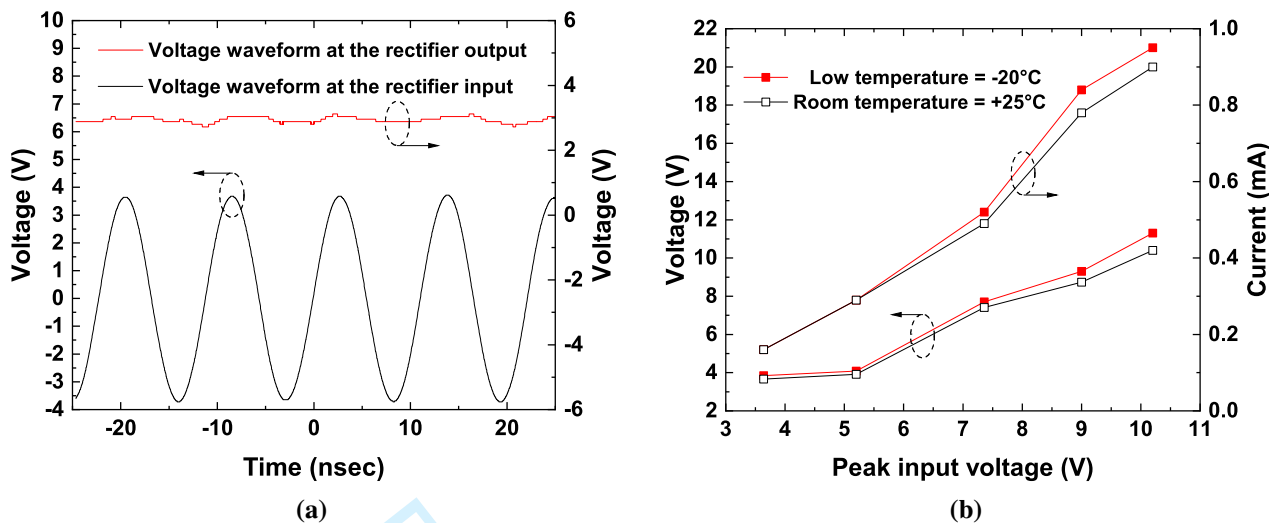 10
9
8
7
6
5
4
3
2
1
0
-1
-2
-3
-4
Voltage (V)
6
4
2
0
-2
-4
-6
Voltage (V)
Voltage waveform at the rectifier output
Voltage waveform at the rectifier input
-20 -10 0 10 20
Time (nsec)
(a)
22
20
18
16
14
12
10
8
6
4
2
Voltage (V)
1.0
0.8
0.6
0.4
0.2
0.0
Current (mA)
Low temperature = -20°C
Room temperature = +25°C
3 4 5 6 7 8 9 10 11
Peak input voltage (V)
(b)